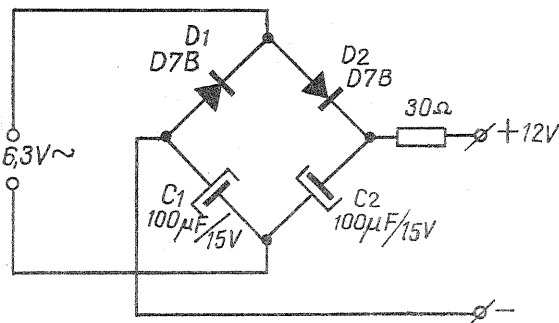 D1
D7B
D2
D7B
30Ω
+12V
6,3V~
C1
100µF/15V
C2
100µF/15V
-